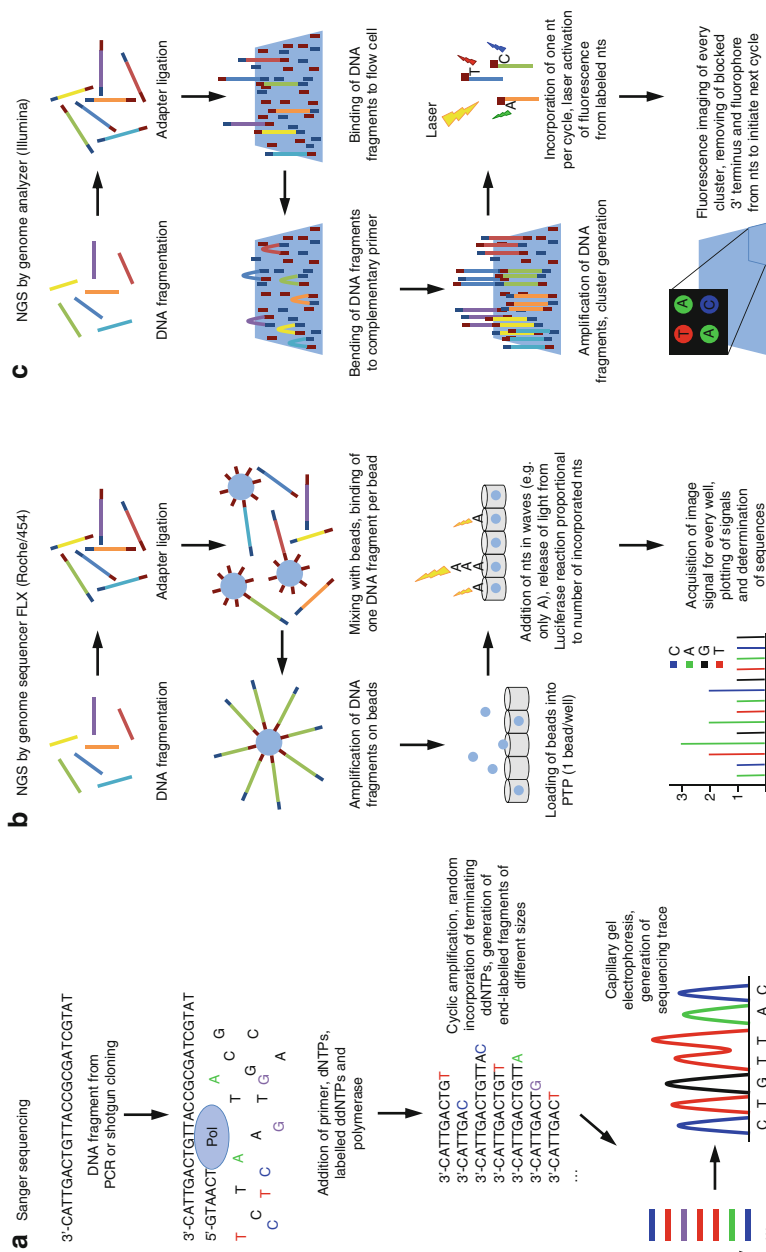 a Sanger sequencing
3'-CATTGACTGTTACCGCGATCGTAT
DNA fragment from
PCR or shotgun cloning
3'-CATTGACTGTTACCGCGATCGTAT
5'-GTAACT
Pol
A
C
G
T
C
T
A
T
C
T
C
A
T
G
G
C
A
Addition of primer, dNTPs,
labelled ddNTPs and
polymerase
3'-CATTGACTGT
3'-CATTGAC
3'-CATTGACTGTTAC
3'-CATTGACTGTT
3'-CATTGACTGTTA
3'-CATTGACTG
3'-CATTGACT
...
Cyclic amplification, random
incorporation of terminating
ddNTPs, generation of
end-labelled fragments of
different sizes
Capillary gel
electrophoresis,
generation of
sequencing trace
C T G T T A C
b NGS by genome sequencer FLX (Roche/454)
DNA fragmentation
Adapter ligation
Mixing with beads, binding of
one DNA fragment per bead
Amplification of DNA
fragments on beads
Loading of beads into
PTP (1 bead/well)
A
A
A
A
A
Addition of nts in waves (e.g.
only A), release of light from
Luciferase reaction proportional
to number of incorporated nts
3
2
1
C
A
G
T
Acquisition of image
signal for every well,
plotting of signals
and determination
of sequences
c NGS by genome analyzer (Illumina)
DNA fragmentation
Adapter ligation
Binding of DNA
fragments to flow cell
Bending of DNA fragments
to complementary primer
Amplification of DNA
fragments, cluster generation
Laser
T
C
A
Incorporation of one nt
per cycle, laser activation
of fluorescence
from labeled nts
T A
A C
Fluorescence imaging of every
cluster, removing of blocked
3' terminus and fluorophore
from nts to initiate next cycle